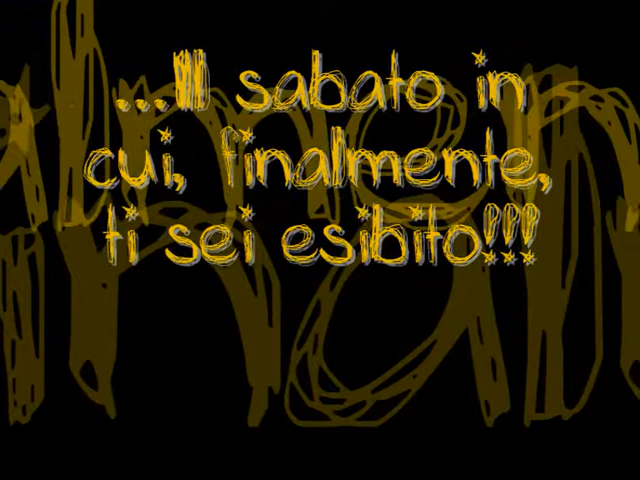 ...Il sabato in
cui, finalmente,
ti sei esibito!!!